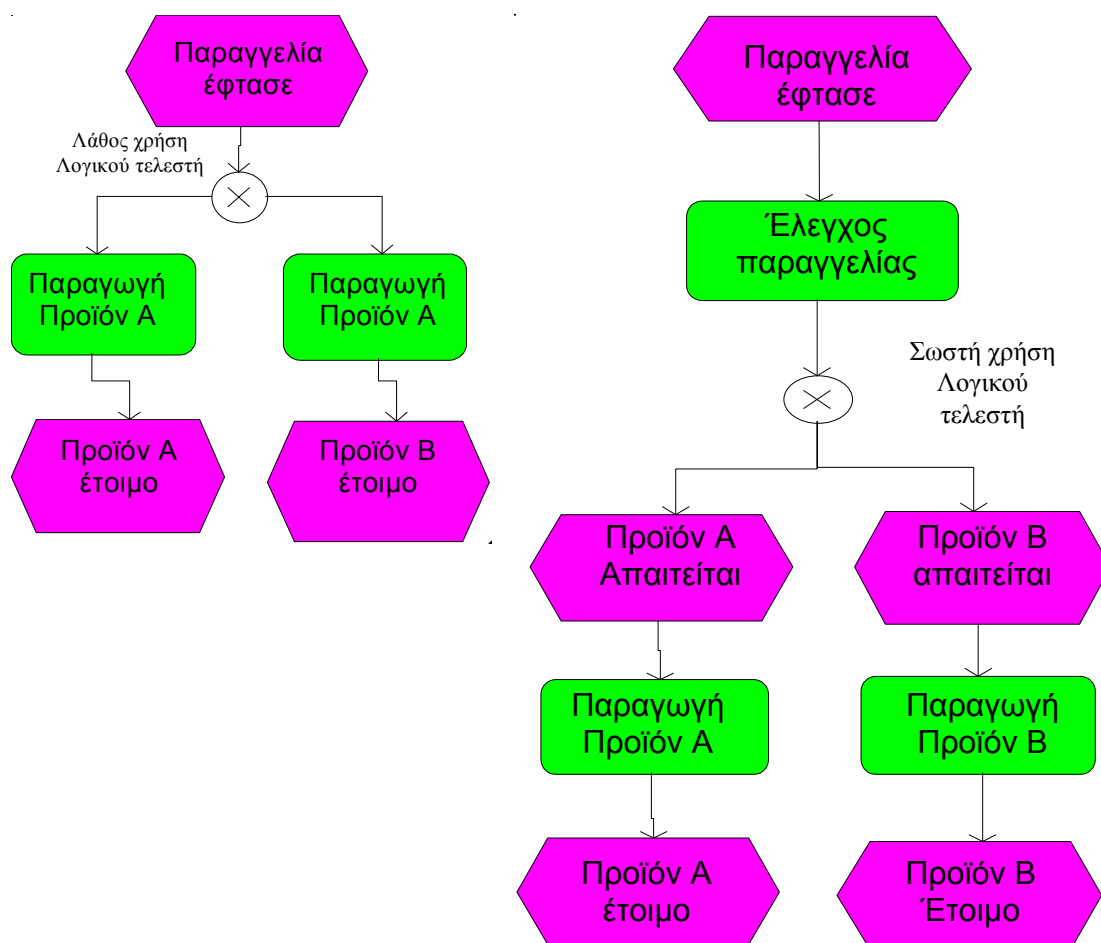 Παραγγελία
έφτασε
Λάθος χρήση
Λογικού τελεστή
Παραγωγή
Προϊόν Α
Παραγωγή
Προϊόν Α
Προϊόν Α
έτοιμο
Προϊόν Β
έτοιμο
Παραγγελία
έφτασε
Έλεγχος
παραγγελίας
Σωστή χρήση
Λογικού
τελεστή
Προϊόν Α
Απαιτείται
Προϊόν Β
απαιτείται
Παραγωγή
Προϊόν Α
Παραγωγή
Προϊόν Β
Προϊόν Α
έτοιμο
Προϊόν Β
Έτοιμο